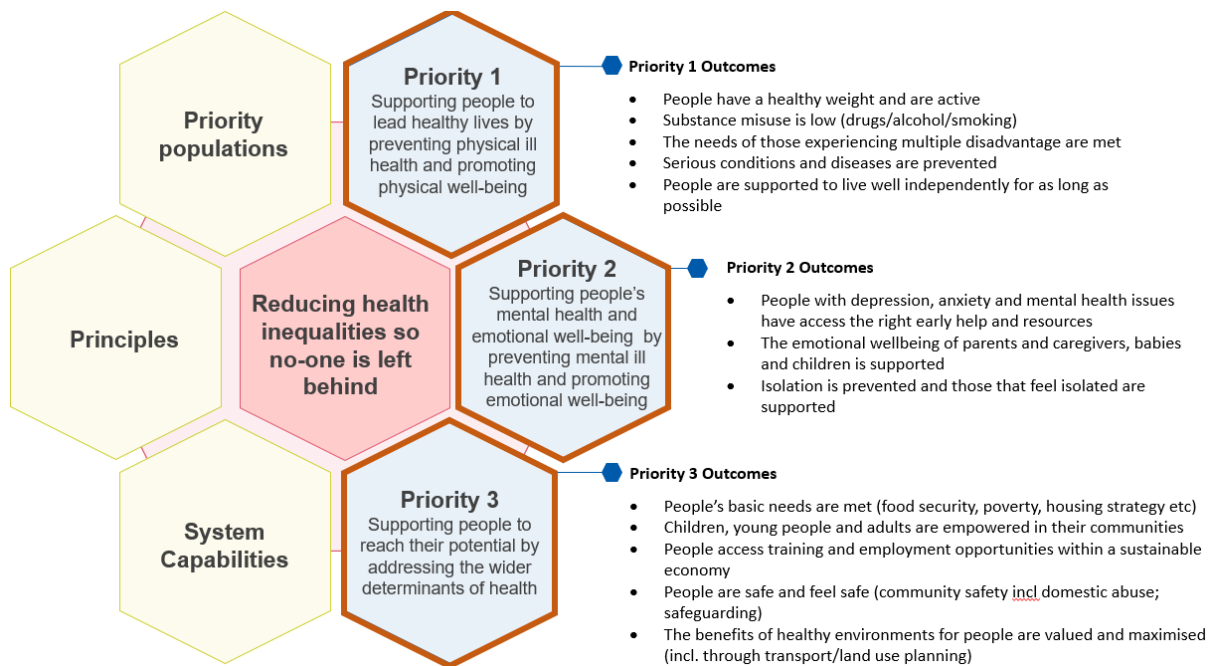 Priority
populations
Principles
System
Capabilities
Reducing health
inequalities so
no-one is left
behind
Priority 1
Supporting people to
lead healthy lives by
preventing physical ill
health and promoting
physical well-being
Priority 1 Outcomes
• People have a healthy weight and are active
• Substance misuse is low (drugs/alcohol/smoking)
• The needs of those experiencing multiple disadvantage are met
• Serious conditions and diseases are prevented
• People are supported to live well independently for as long as
possible
Priority 2
Supporting people's
mental health and
emotional well-being by
preventing mental ill
health and promoting
emotional well-being
Priority 2 Outcomes
• People with depression, anxiety and mental health issues
have access the right early help and resources
• The emotional wellbeing of parents and caregivers, babies
and children is supported
• Isolation is prevented and those that feel isolated are
supported
Priority 3
Supporting people to
reach their potential by
addressing the wider
determinants of health
Priority 3 Outcomes
• People's basic needs are met (food security, poverty, housing strategy etc)
• Children, young people and adults are empowered in their communities
• People access training and employment opportunities within a sustainable
economy
• People are safe and feel safe (community safety incl domestic abuse;
safeguarding)
• The benefits of healthy environments for people are valued and maximised
(incl. through transport/land use planning)